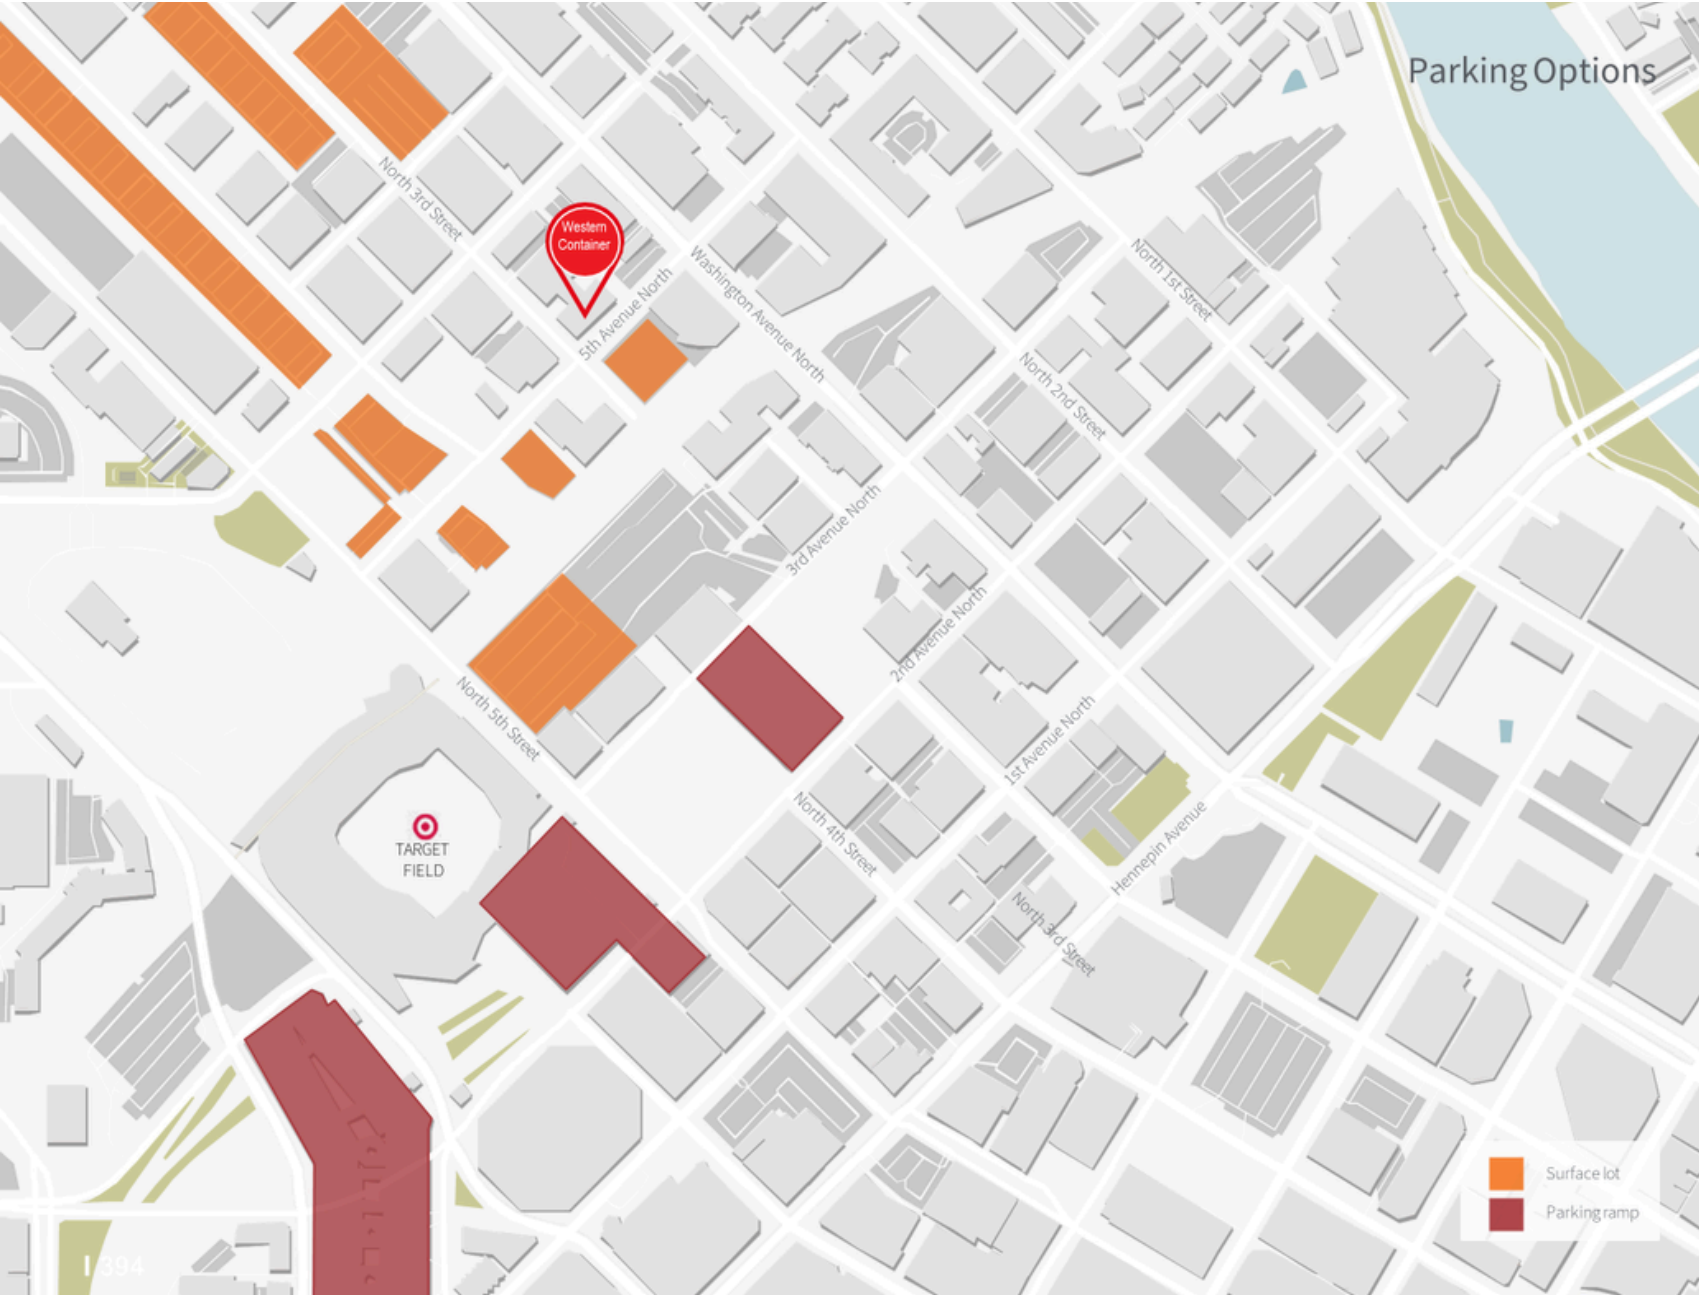 Parking Options
North 3rd Street
Western
Container
5th Avenue North
Washington Avenue North
North 1st Street
North 2nd Street
3rd Avenue North
2nd Avenue North
North 5th Street
1st Avenue North
TARGET
FIELD
North 4th Street
Hennepin Avenue
North 3rd Street
Surface lot
Parking ramp
I 394